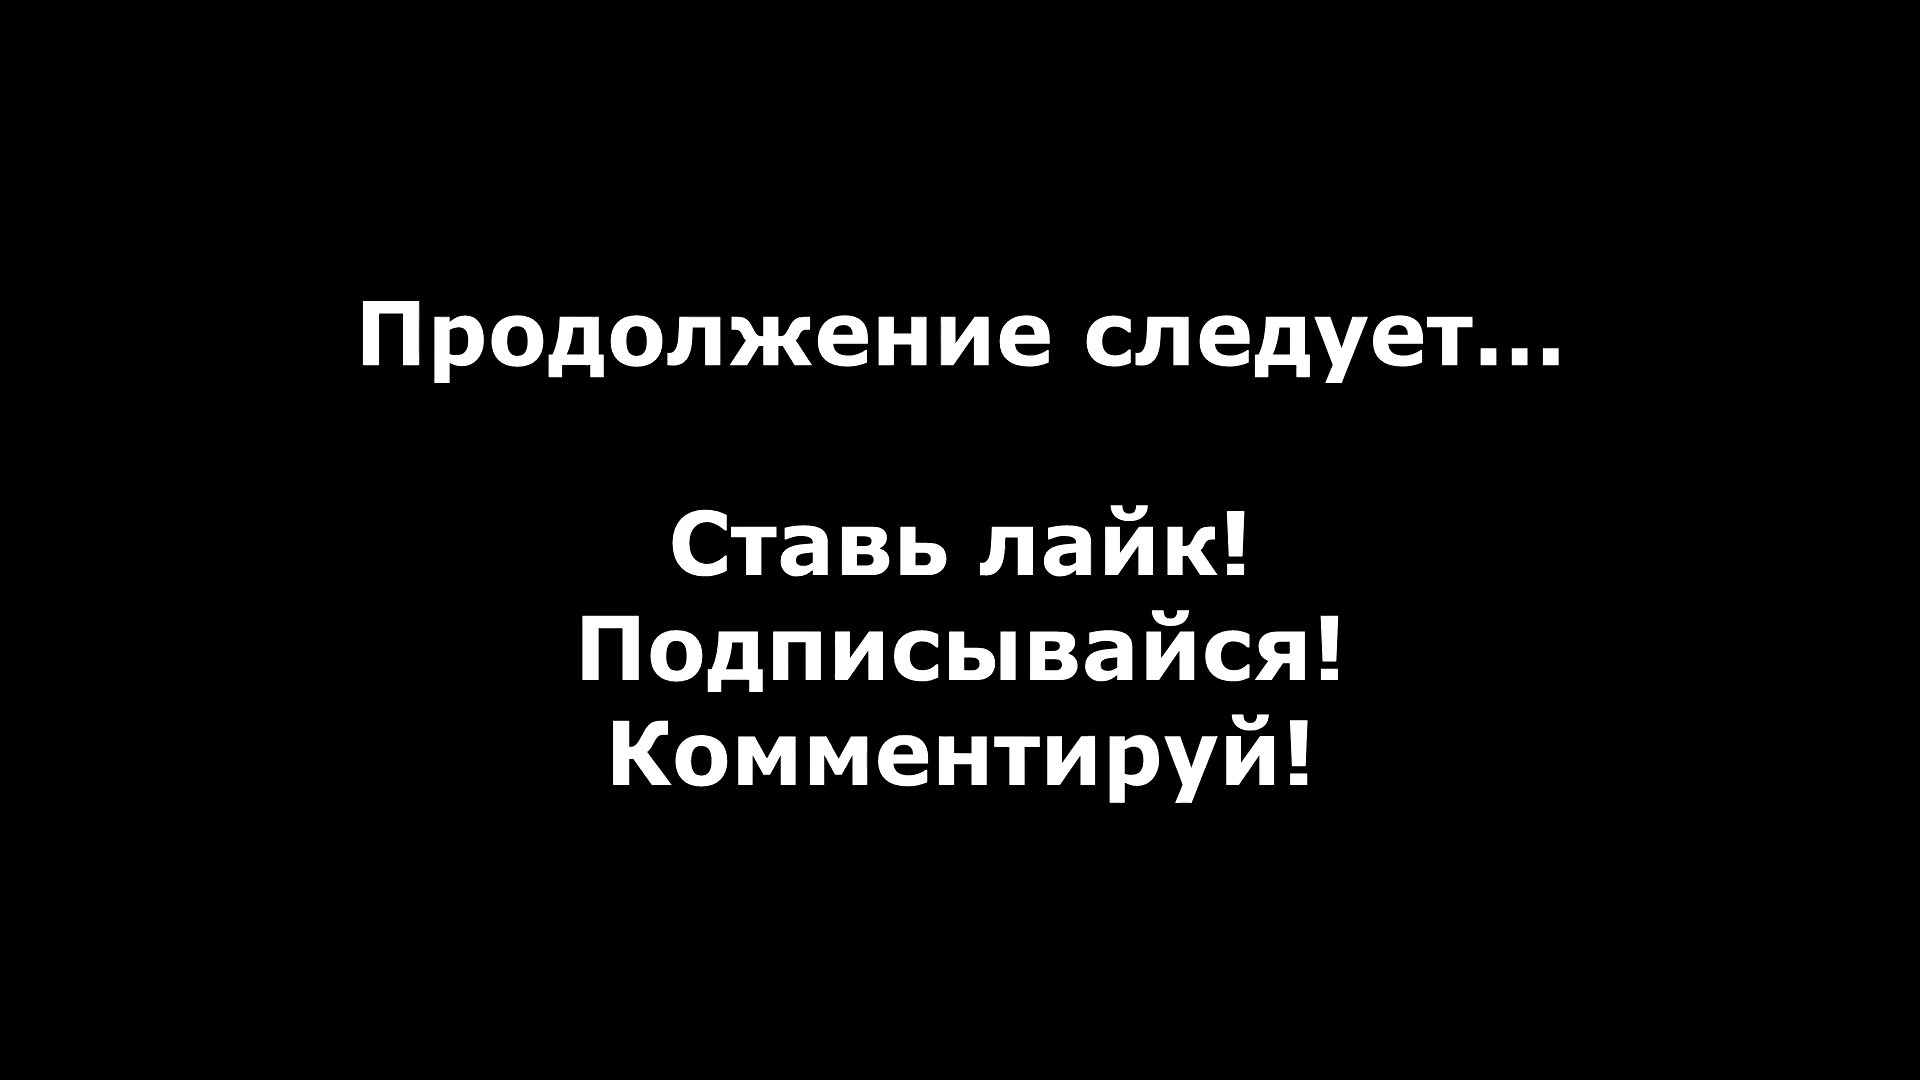 Продолжение следует...
Ставь лайк!
Подписывайся!
Комментируй!